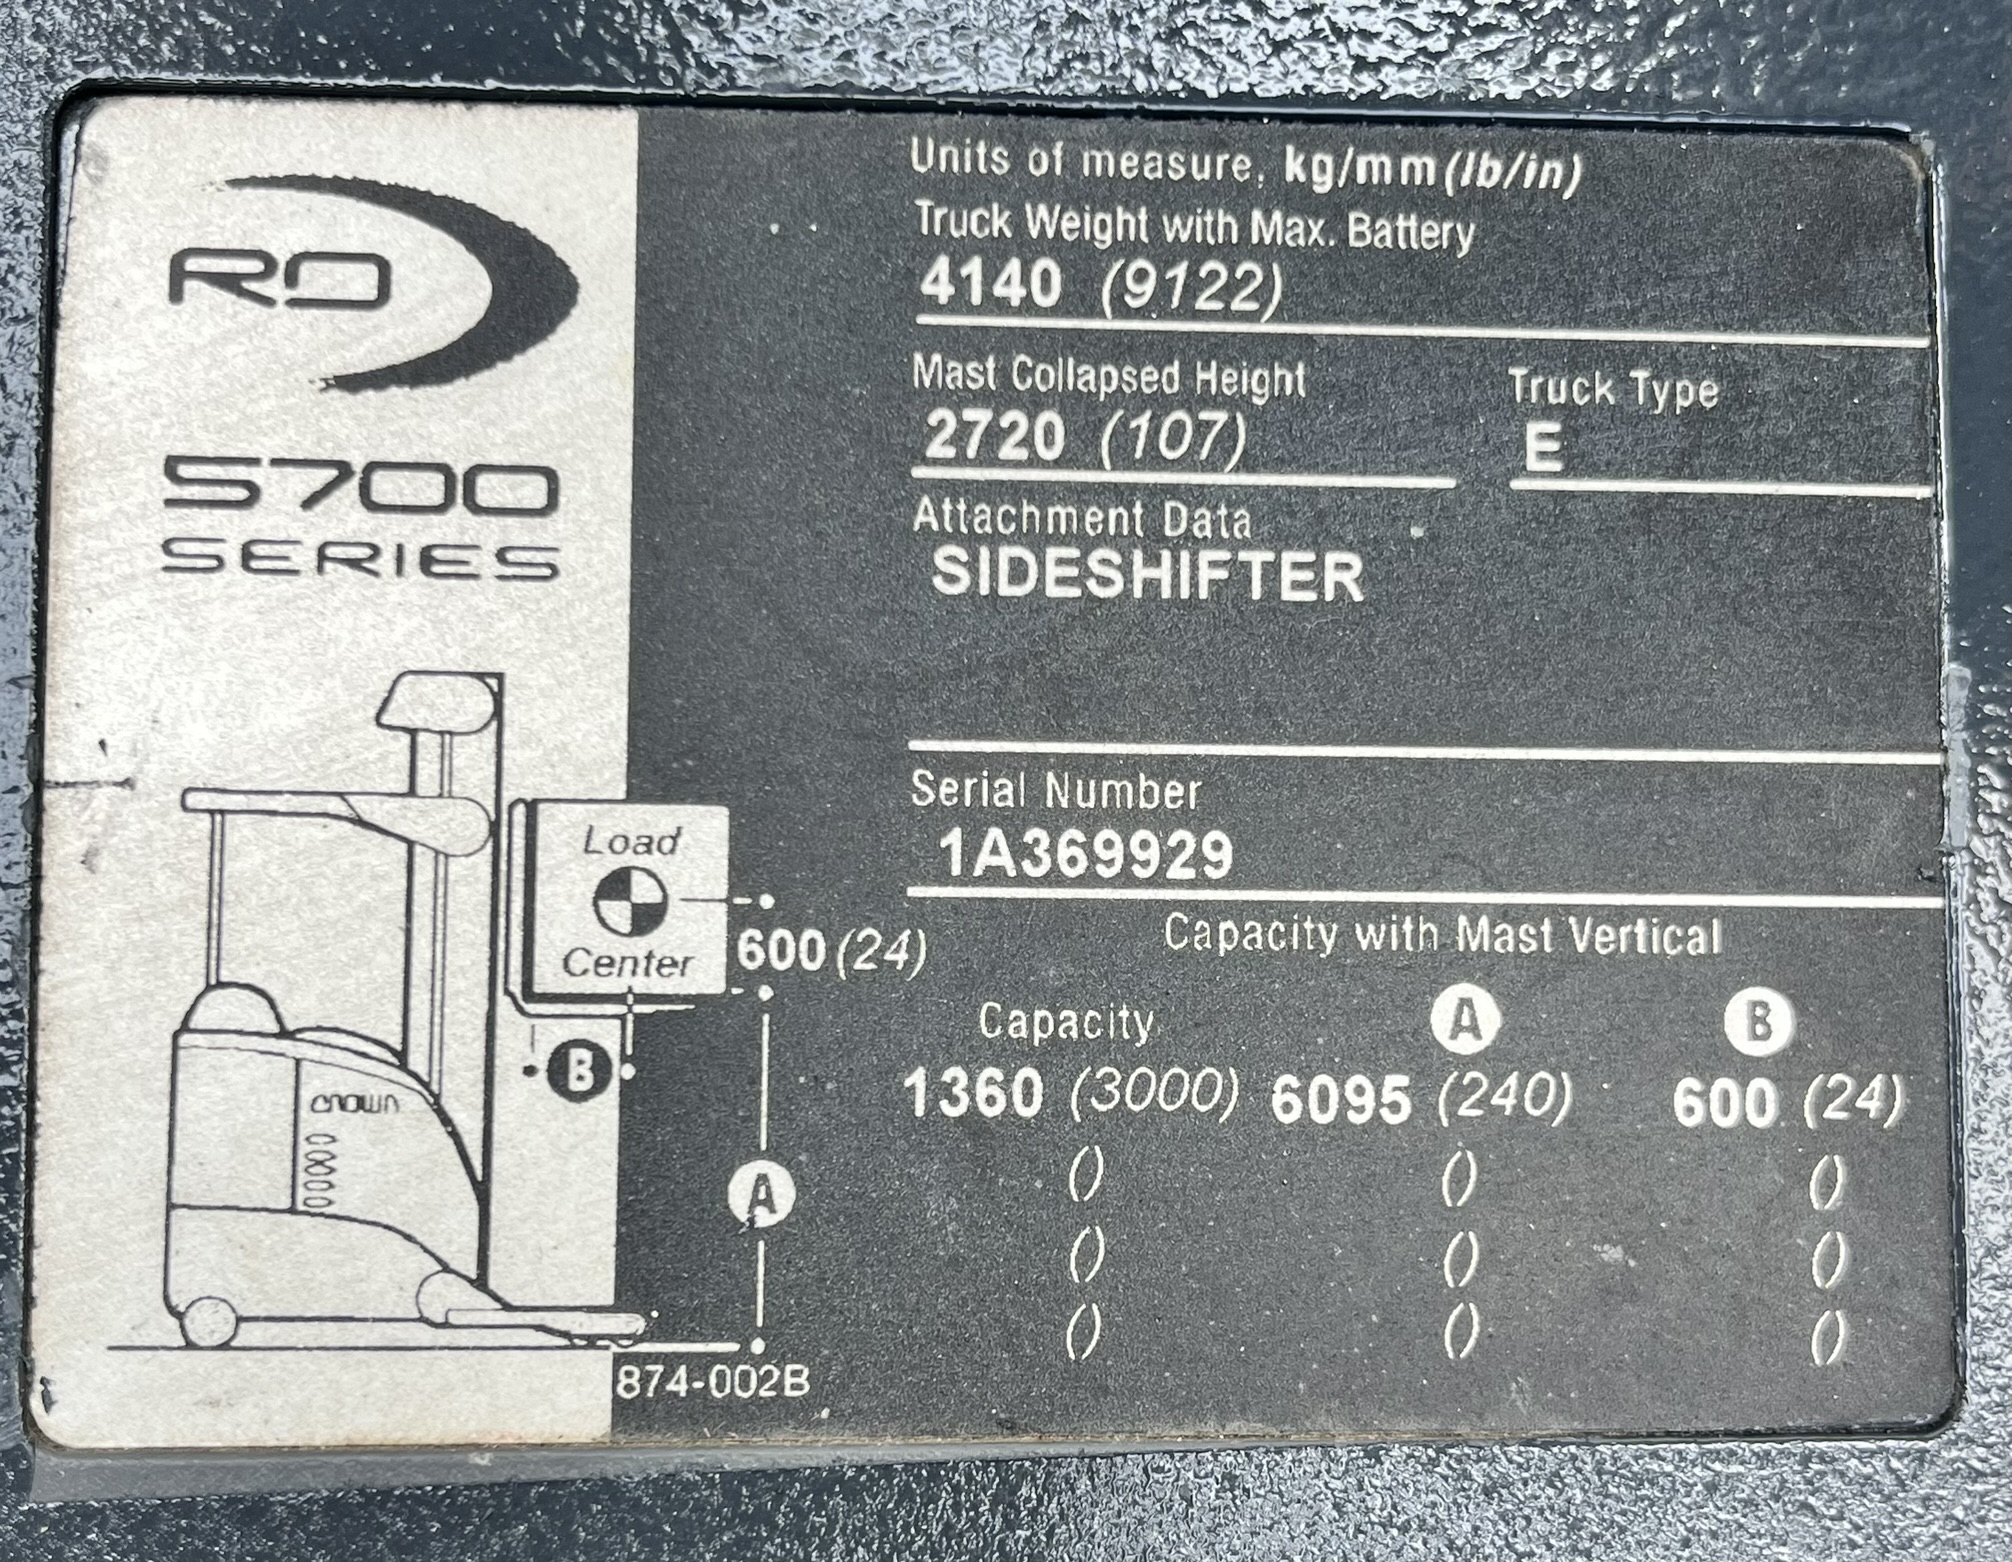 RD
5700
SERIES
Load
Center
600 (24)
B
CROWN
A
874-002B
Units of measure, kg/mm (lb/in)
Truck Weight with Max. Battery
4140 (9122)
Mast Collapsed Height
2720 (107)
Truck Type
E
Attachment Data
SIDESHIFTER
Serial Number
1A369929
Capacity with Mast Vertical
Capacity A B
1360 (3000) 6095 (240) 600 (24)
() () ()
() () ()
() () ()